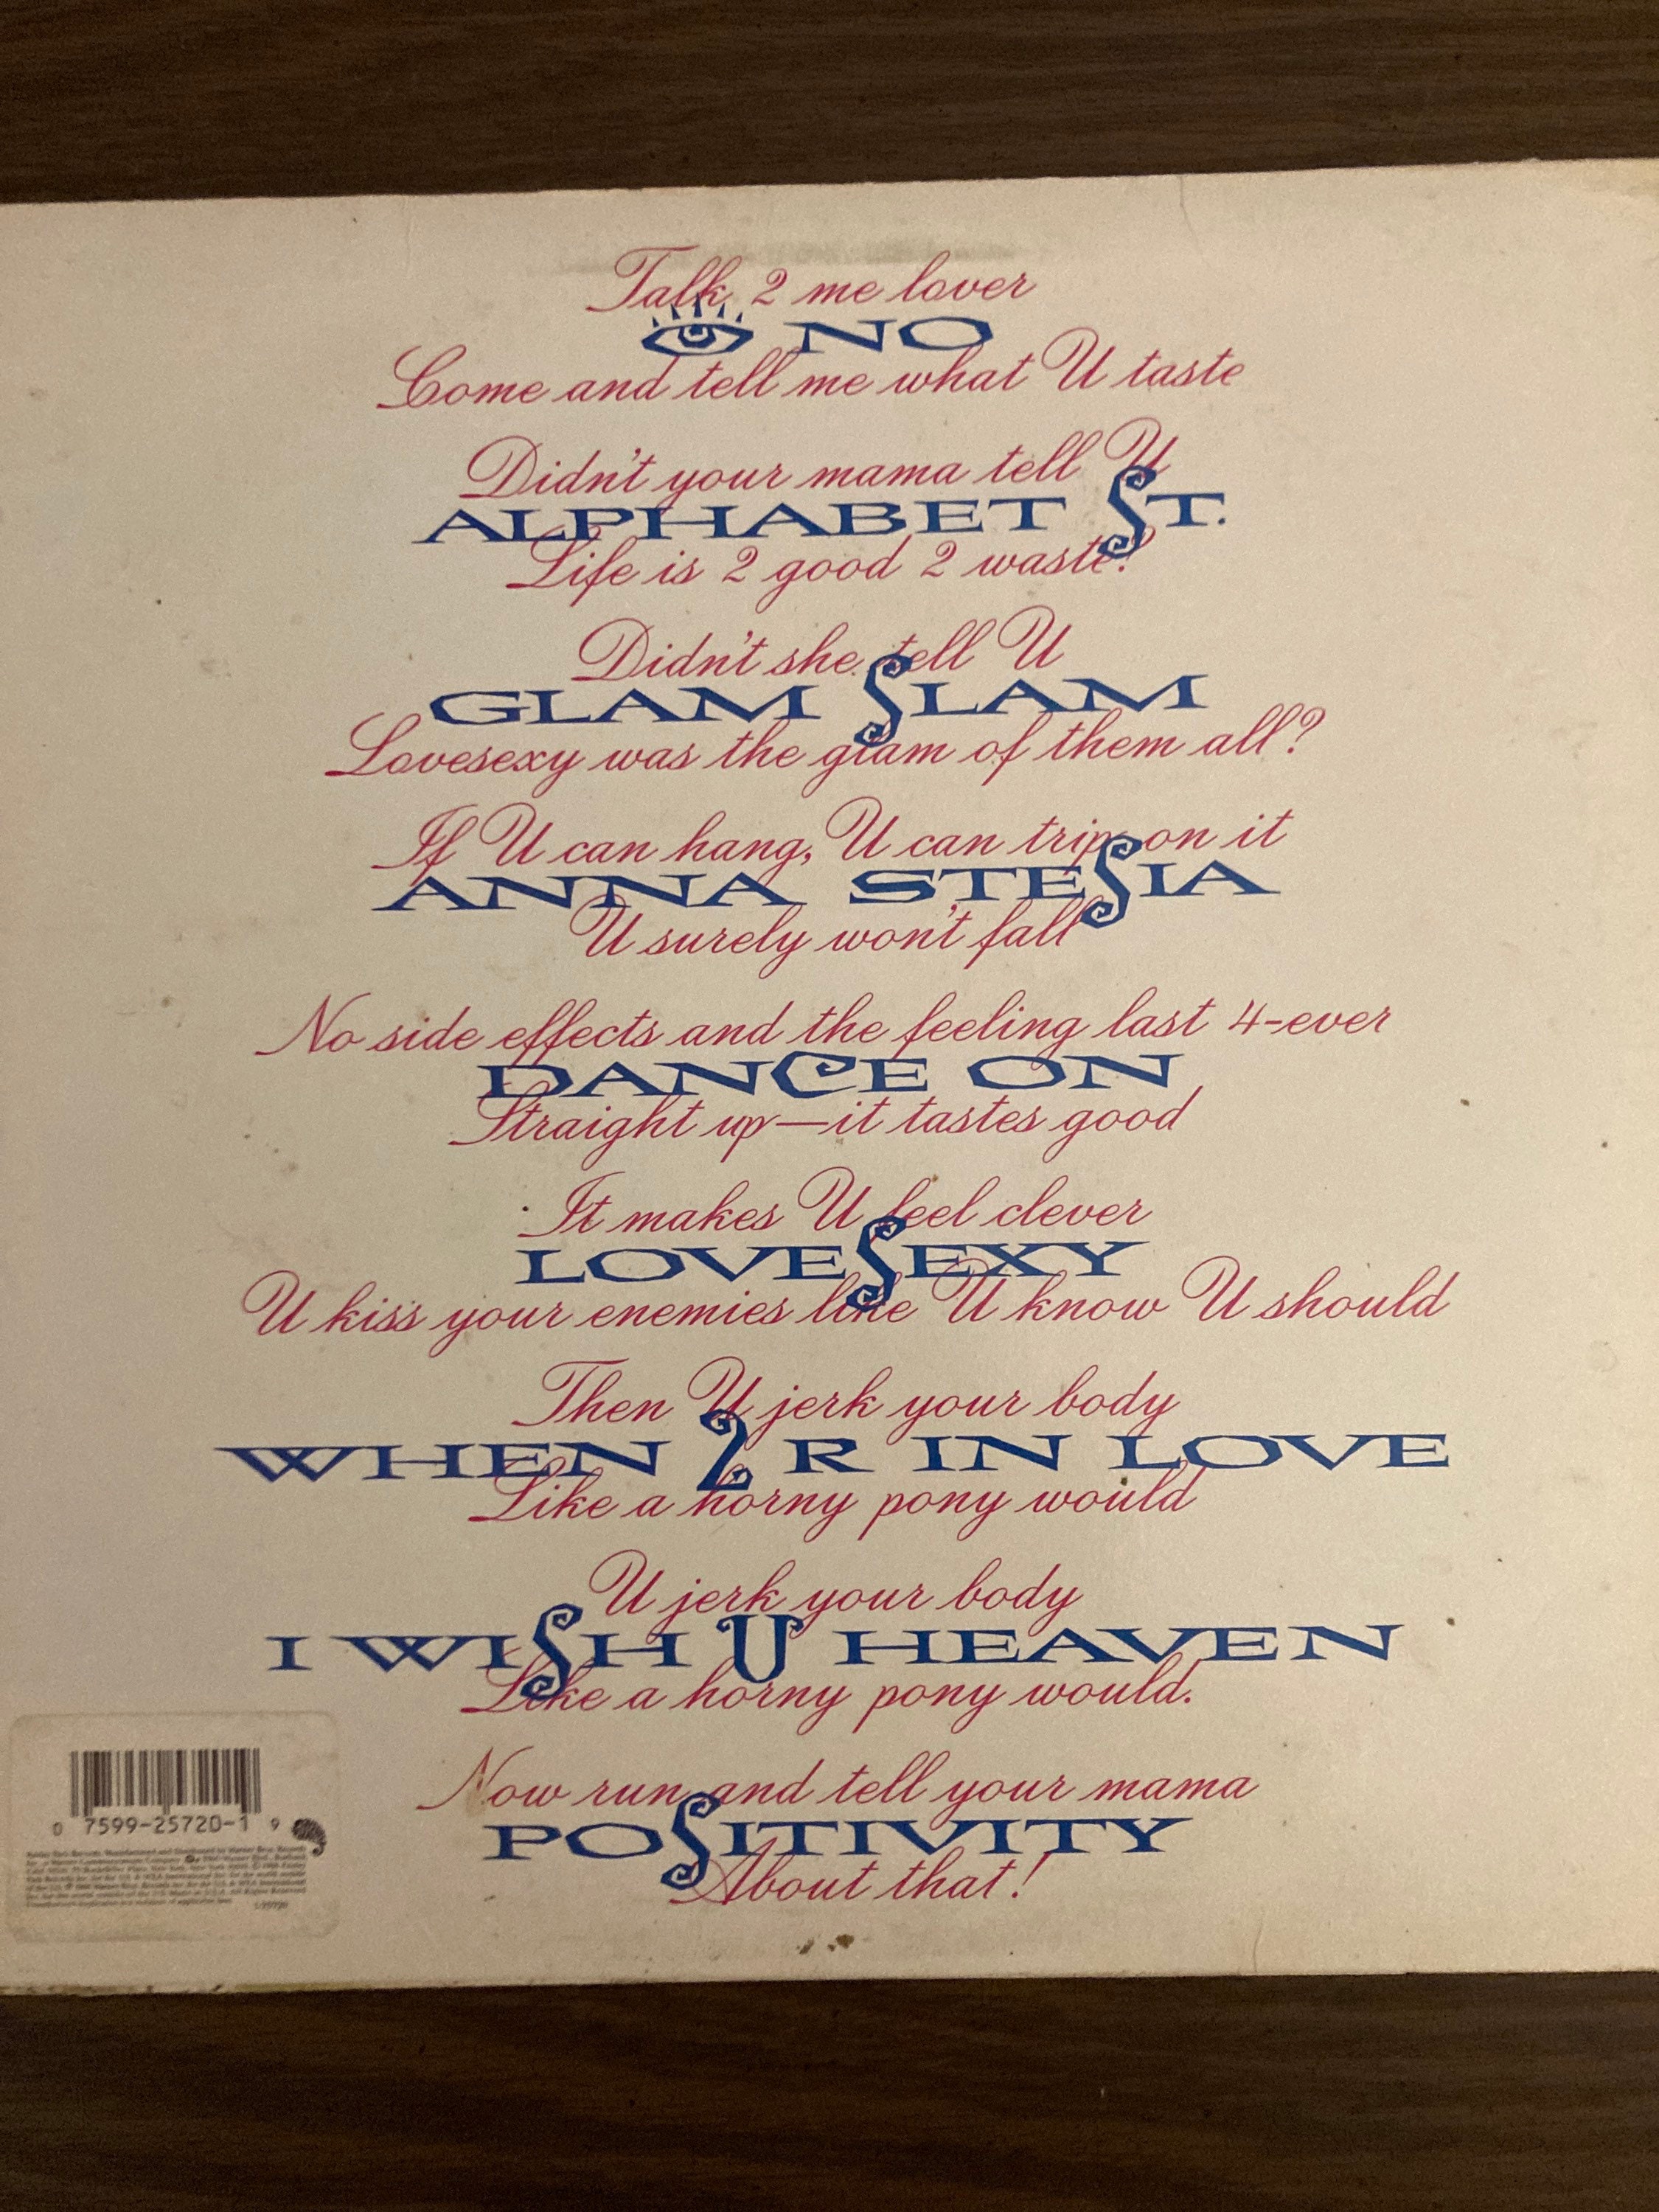 Talk 2 me lover
NO
Come and tell me what U taste
Didn't your mama tell U
ALPHABET ST.
Life is 2 good 2 waste?
Didn't she tell U
GLAM SLAM
Lovesexy was the glam of them all?
If U can hang, U can trip on it
ANNA STESIA
U surely won't fall
No side effects and the feeling last 4-ever
DANCE ON
Straight up—it tastes good
It makes U feel clever
LOVESEXY
U kiss your enemies like U know U should
Then U jerk your body
WHEN 2 R IN LOVE
Like a horny pony would
U jerk your body
I WISH U HEAVEN
Like a horny pony would.
Now run and tell your mama
POSITIVITY
About that!
0 7599-25720-1 9